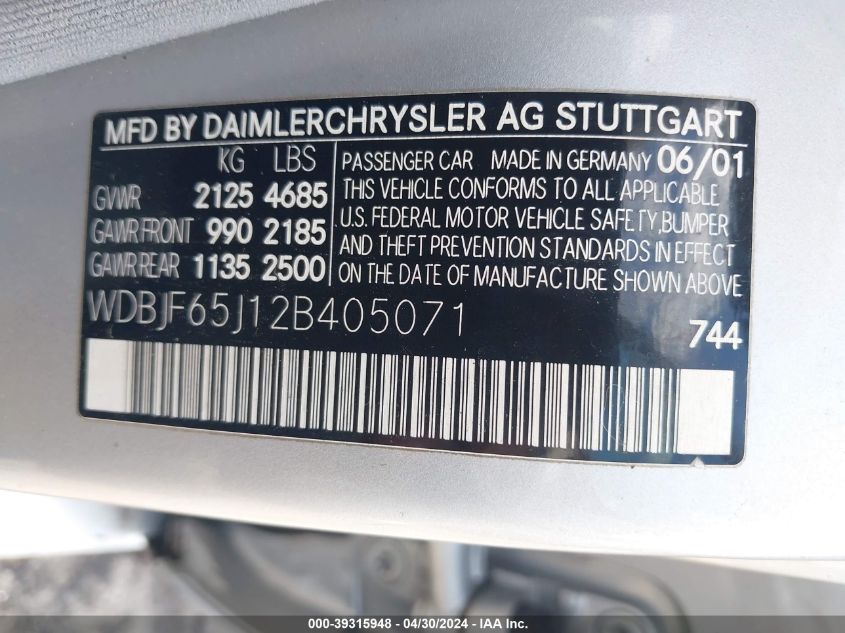 MFD BY DAIMLERCHRYSLER AG STUTTGART
KG LBS
GVWR 2125 4685
GAWR FRONT 990 2185
GAWR REAR 1135 2500
PASSENGER CAR MADE IN GERMANY 06/01
THIS VEHICLE CONFORMS TO ALL APPLICABLE
U.S. FEDERAL MOTOR VEHICLE SAFETY,BUMPER
AND THEFT PREVENTION STANDARDS IN EFFECT
ON THE DATE OF MANUFACTURE SHOWN ABOVE
WDBJF65J12B405071
744
000-39315948 - 04/30/2024 - IAA Inc.